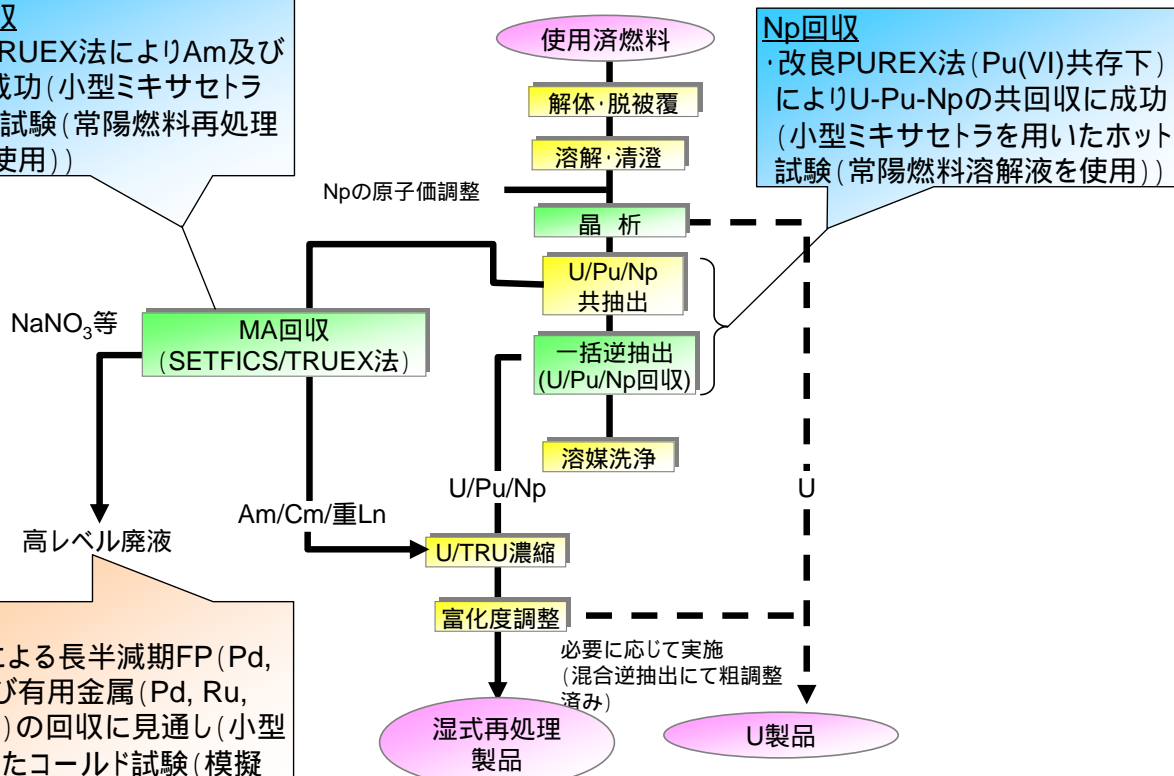 収
RUEX法によりAm及び
成功(小型ミキサセトラ
試験(常陽燃料再処理
使用))
使用済燃料
解体・脱被覆
溶解・清澄
Npの原子価調整
晶 析
U/Pu/Np
共抽出
一括逆抽出
(U/Pu/Np回収)
溶媒洗浄
Np回収
・改良PUREX法(Pu(VI)共存下)
によりU-Pu-Npの共回収に成功
(小型ミキサセトラを用いたホット
試験(常陽燃料溶解液を使用))
NaNO₃等
MA回収
(SETFICS/TRUEX法)
高レベル廃液
Am/Cm/重Ln
U/Pu/Np
U
U/TRU濃縮
富化度調整
必要に応じて実施
(混合逆抽出にて粗調整
済み)
湿式再処理
製品
U製品
による長半減期FP(Pd,
び有用金属(Pd, Ru,
)の回収に見通し(小型
たコールド試験(模擬